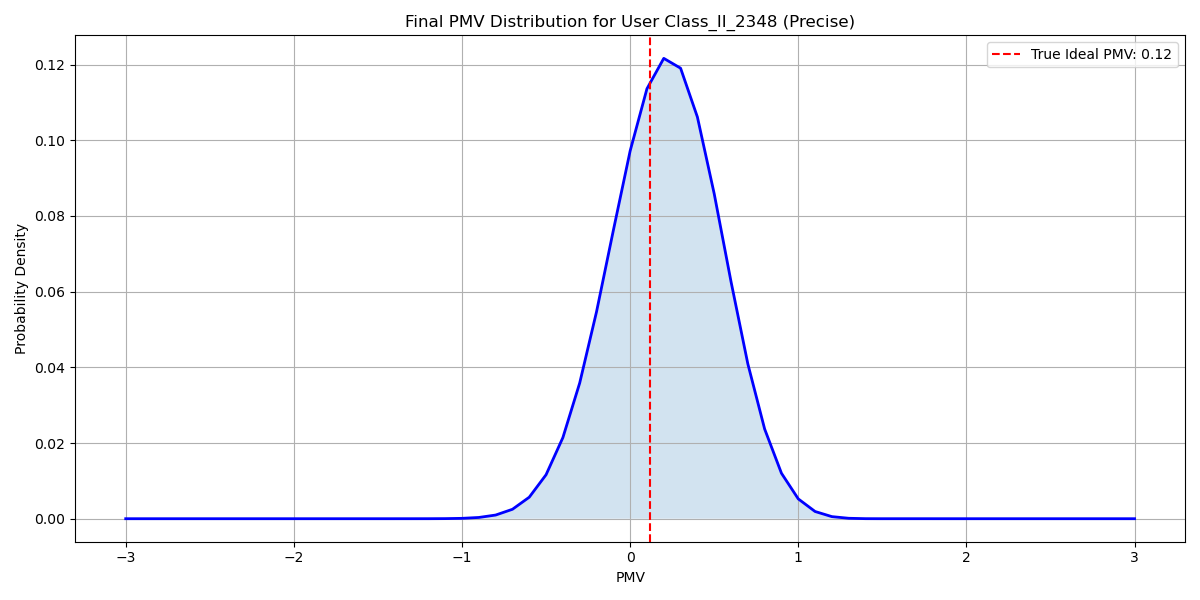 Final PMV Distribution for User Class_II_2348 (Precise)
True Ideal PMV: 0.12
Probability Density
0.12
0.10
0.08
0.06
0.04
0.02
0.00
−3 −2 −1 0 1 2 3
PMV